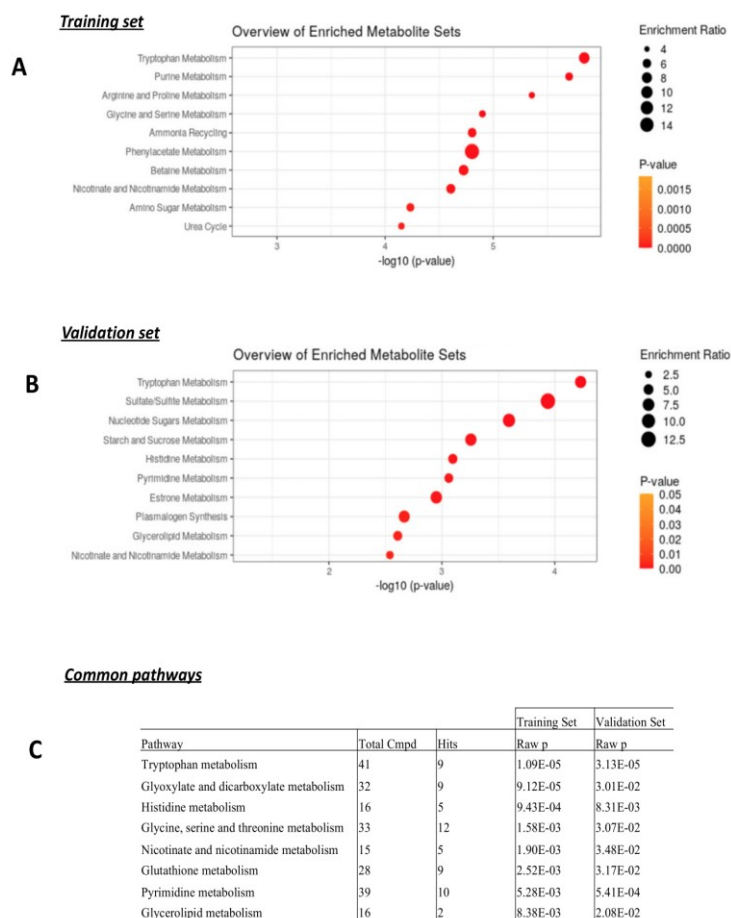 Training set
A
Overview of Enriched Metabolite Sets
Tryptophan Metabolism
Purine Metabolism
Arginine and Proline Metabolism
Glycine and Serine Metabolism
Ammonia Recycling
Phenylacetate Metabolism
Betaine Metabolism
Nicotinate and Nicotinamide Metabolism
Amino Sugar Metabolism
Urea Cycle
3 4 5
-log10 (p-value)
Enrichment Ratio
4
6
8
10
12
14
P-value
0.0015
0.0010
0.0005
0.0000
Validation set
B
Overview of Enriched Metabolite Sets
Tryptophan Metabolism
Sulfate/Sulfite Metabolism
Nucleotide Sugars Metabolism
Starch and Sucrose Metabolism
Histidine Metabolism
Pyrimidine Metabolism
Estrone Metabolism
Plasmalogen Synthesis
Glycerolipid Metabolism
Nicotinate and Nicotinamide Metabolism
2 3 4
-log10 (p-value)
Enrichment Ratio
2.5
5.0
7.5
10.0
12.5
P-value
0.05
0.04
0.03
0.02
0.01
0.00
Common pathways
C
Training Set Validation Set
Pathway Total Cmpd Hits Raw p Raw p
Tryptophan metabolism 41 9 1.09E-05 3.13E-05
Glyoxylate and dicarboxylate metabolism 32 9 9.12E-05 3.01E-02
Histidine metabolism 16 5 9.43E-04 8.31E-03
Glycine, serine and threonine metabolism 33 12 1.58E-03 3.07E-02
Nicotinate and nicotinamide metabolism 15 5 1.90E-03 3.48E-02
Glutathione metabolism 28 9 2.52E-03 3.17E-02
Pyrimidine metabolism 39 10 5.28E-03 5.41E-04
Glycerolipid metabolism 16 2 8.38E-03 2.08E-02